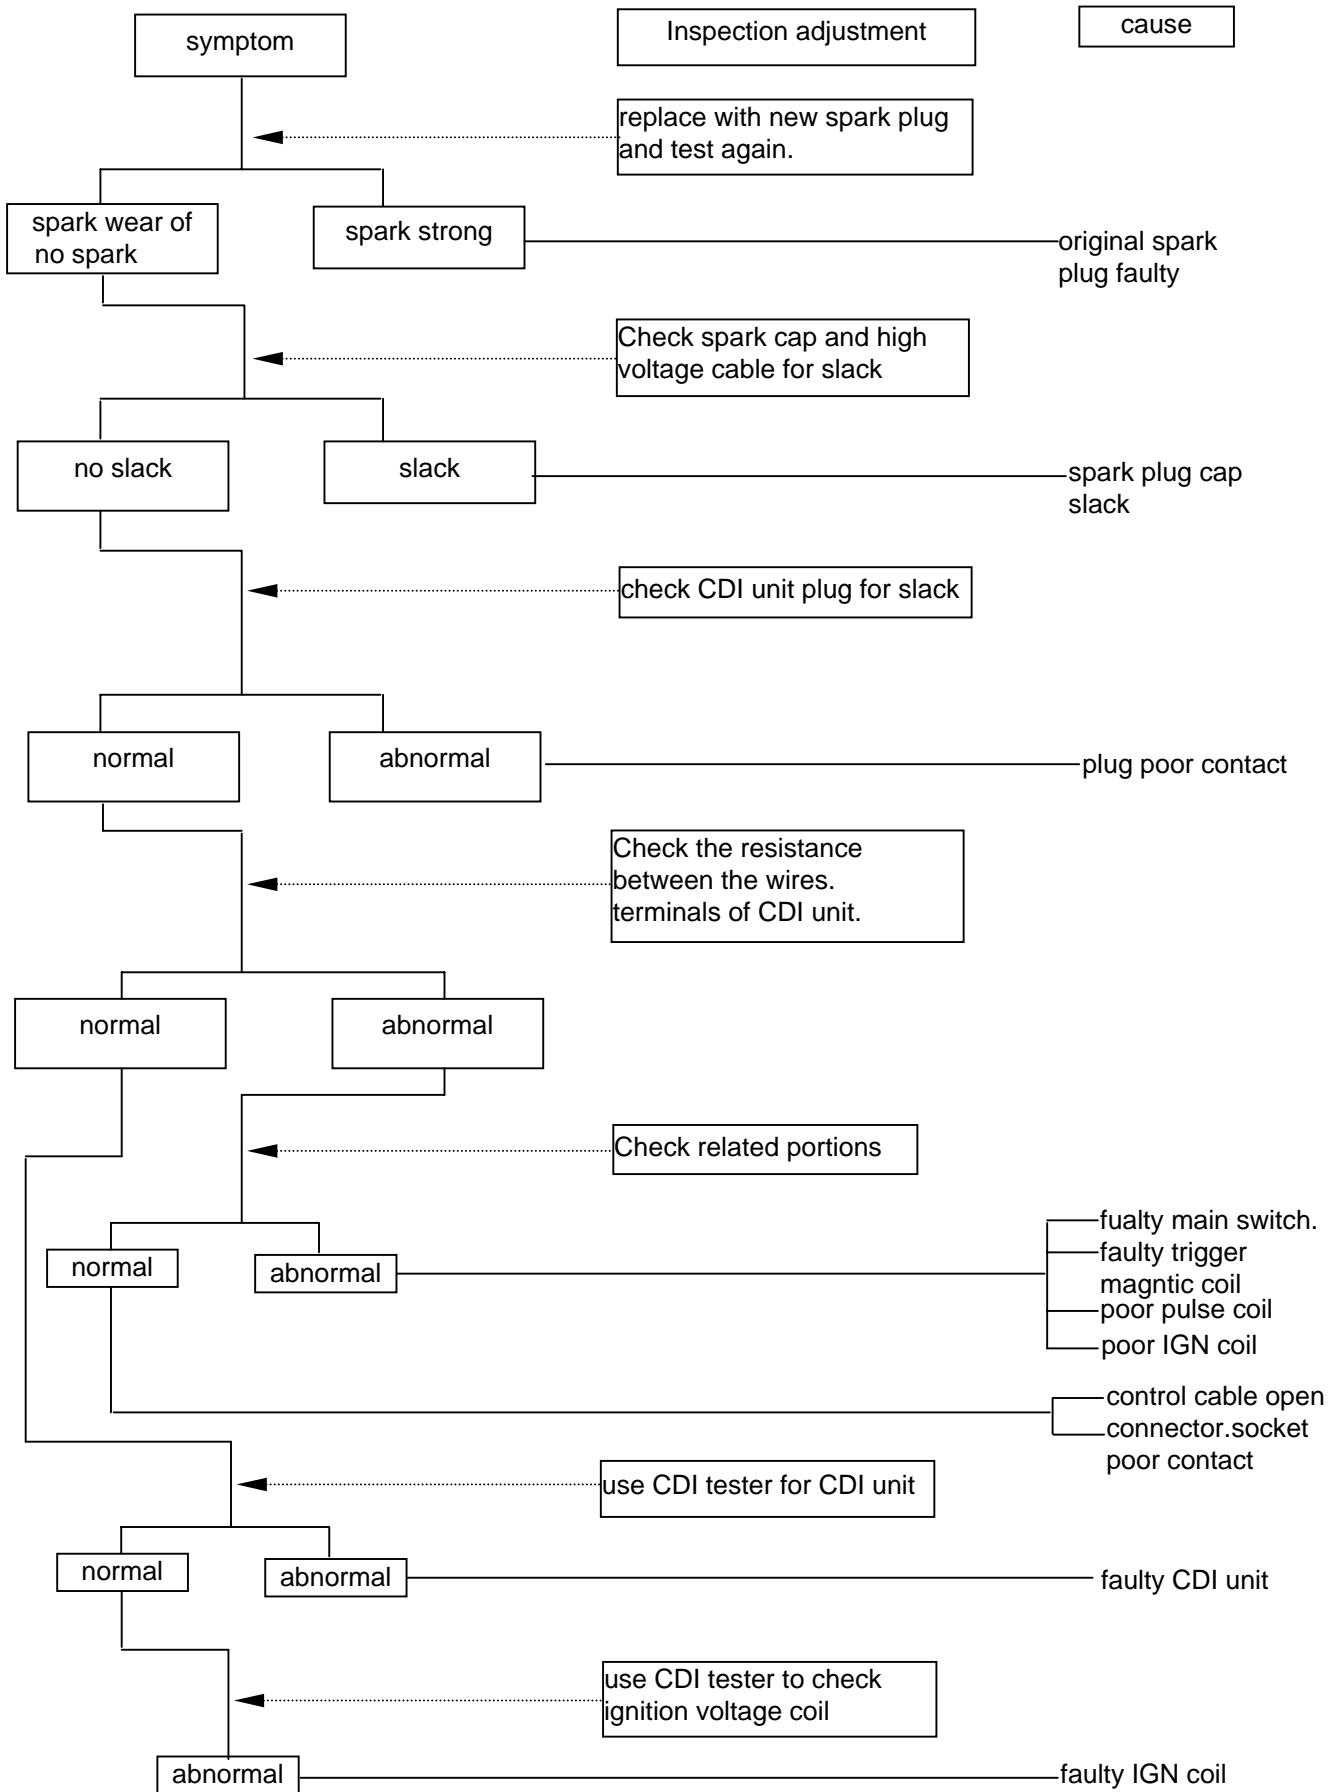 symptom
Inspection adjustment
cause
replace with new spark plug
and test again.
spark wear of
no spark
spark strong
original spark
plug faulty
Check spark cap and high
voltage cable for slack
no slack
slack
spark plug cap
slack
check CDI unit plug for slack
normal
abnormal
plug poor contact
Check the resistance
between the wires.
terminals of CDI unit.
normal
abnormal
Check related portions
normal
abnormal
fualty main switch.
faulty trigger
magntic coil
poor pulse coil
poor IGN coil
control cable open
connector.socket
poor contact
use CDI tester for CDI unit
normal
abnormal
faulty CDI unit
use CDI tester to check
ignition voltage coil
abnormal
faulty IGN coil